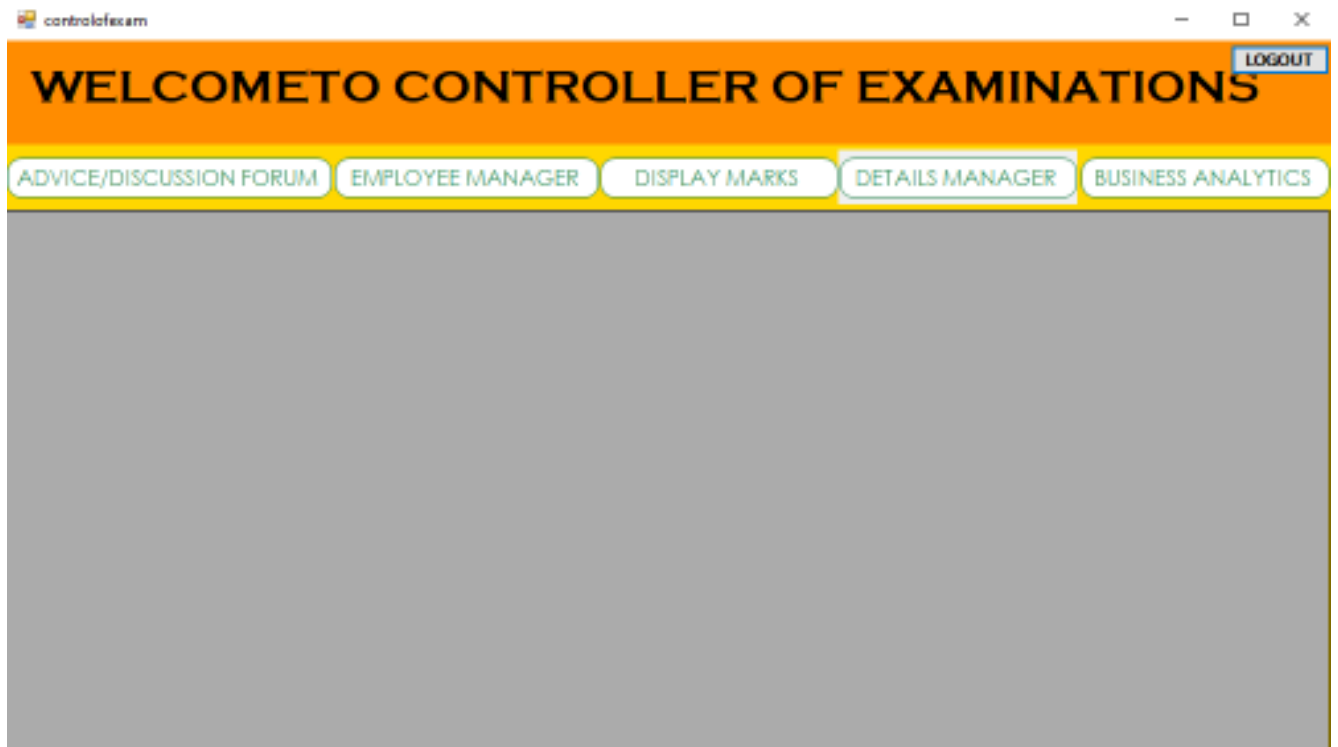 controlofexam
LOGOUT
WELCOMETO CONTROLLER OF EXAMINATIONS
ADVICE/DISCUSSION FORUM EMPLOYEE MANAGER DISPLAY MARKS DETAILS MANAGER BUSINESS ANALYTICS